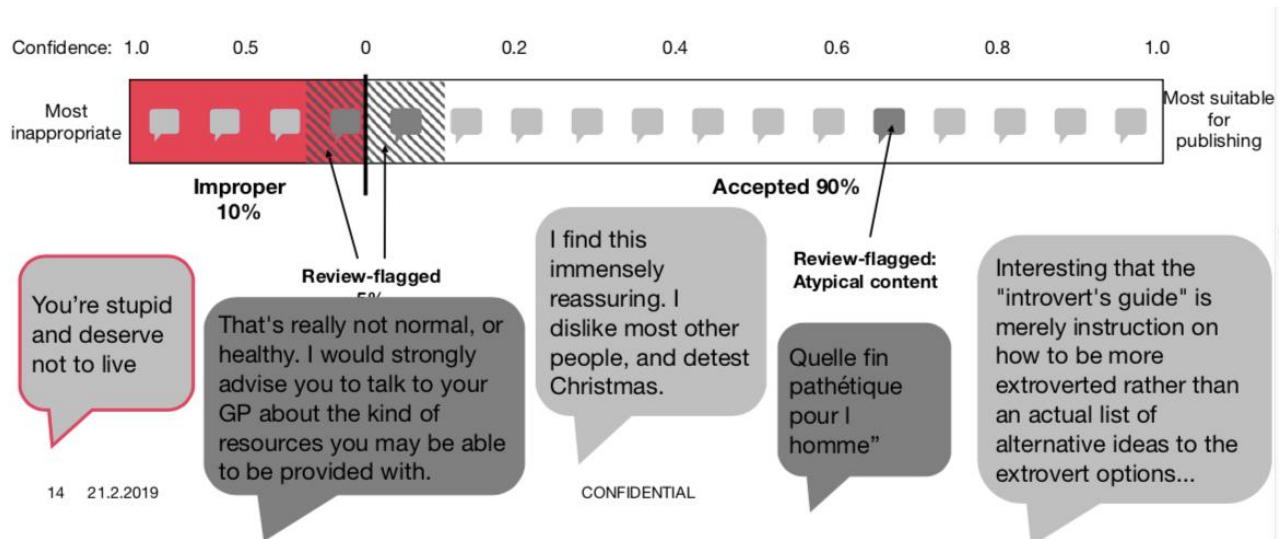 Confidence: 1.0 0.5 0 0.2 0.4 0.6 0.8 1.0
Most
inappropriate
Most suitable
for
publishing
Improper
10%
Accepted 90%
Review-flagged
5%
Review-flagged:
Atypical content
You're stupid
and deserve
not to live
That's really not normal, or
healthy. I would strongly
advise you to talk to your
GP about the kind of
resources you may be able
to be provided with.
I find this
immensely
reassuring. I
dislike most other
people, and detest
Christmas.
Quelle fin
pathétique
pour l
homme”
Interesting that the
"introvert's guide" is
merely instruction on
how to be more
extroverted rather than
an actual list of
alternative ideas to the
extrovert options...
14 21.2.2019
CONFIDENTIAL